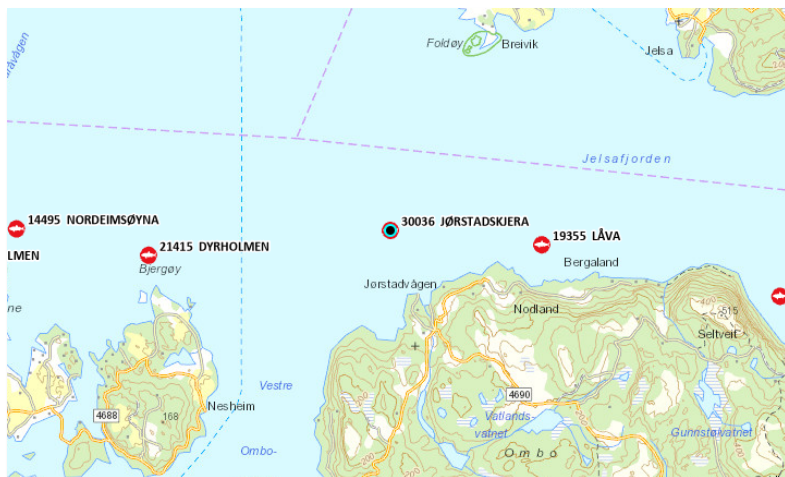 Foldøy
Breivik
Jelsa
Jelsafjorden
14495 NORDEIMSØYNA
30036 JØRSTADSKJERA
19355 LÅVA
21415 DYRHOLMEN
LMEN
Bjergøy
Bergaland
Jørstadvågen
Nodland
515
Seltveit
4690
Vestre
Nesheim
4688
168
Vatlands-
vatnet
Gunnstølvatnet
Ombo-
Ombo